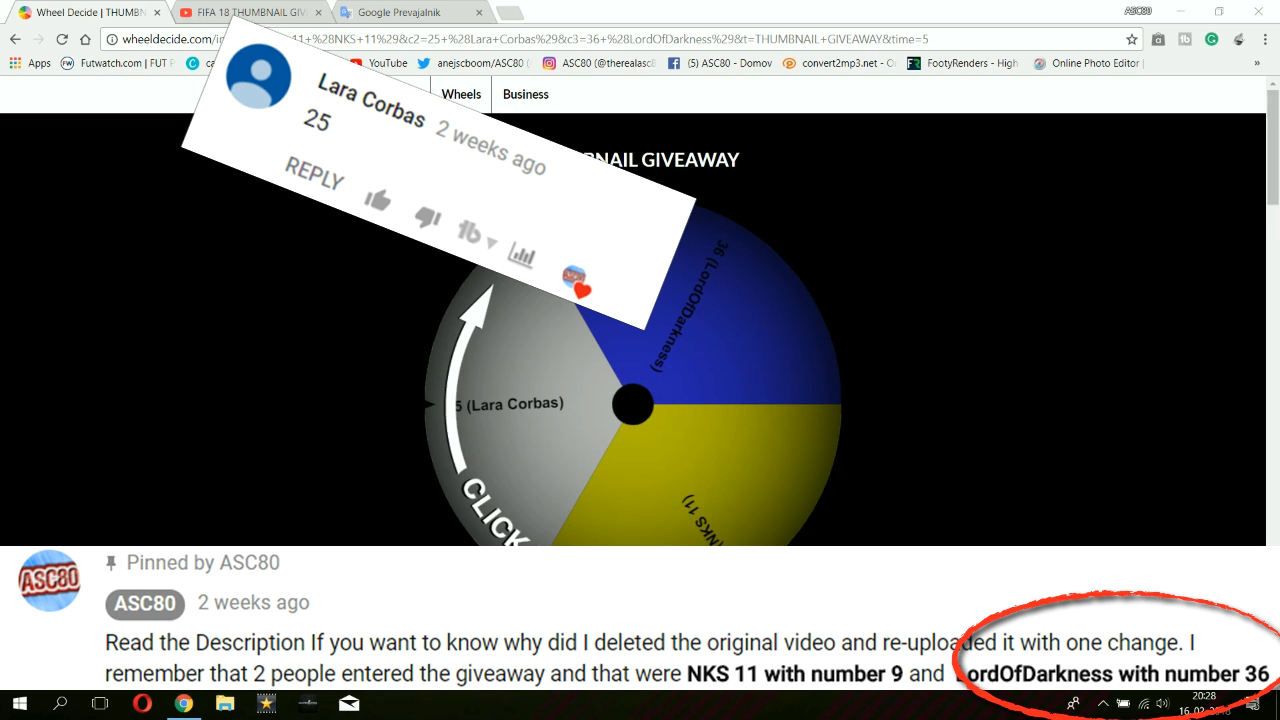 Wheel Decide | THUMBN
FIFA 18 THUMBNAIL GIV
Google Prevajalnik
ASC80
wheeldecide.com/i
11+%28NKS+11%29&c2=25+%28Lara+Corbas%29&c3=36+%28LordOfDarkness%29&t=THUMBNAIL+GIVEAWAY&time=5
Apps
Futwatch.com | FUT P
ca
YouTube
anejscboom/ASC80 (
ASC80 (@therealasc8
(5) ASC80 - Domov
convert2mp3.net - O
FootyRenders - High
Online Photo Editor |
»
Wheels
Business
Lara Corbas 2 weeks ago
25
REPLY
BNAIL GIVEAWAY
36 (LordOfDarkness)
5 (Lara Corbas)
(NKS 11)
CLICK
ASC80
Pinned by ASC80
ASC80 2 weeks ago
Read the Description If you want to know why did I deleted the original video and re-uploaded it with one change. I
remember that 2 people entered the giveaway and that were NKS 11 with number 9 and LordOfDarkness with number 36
20:28